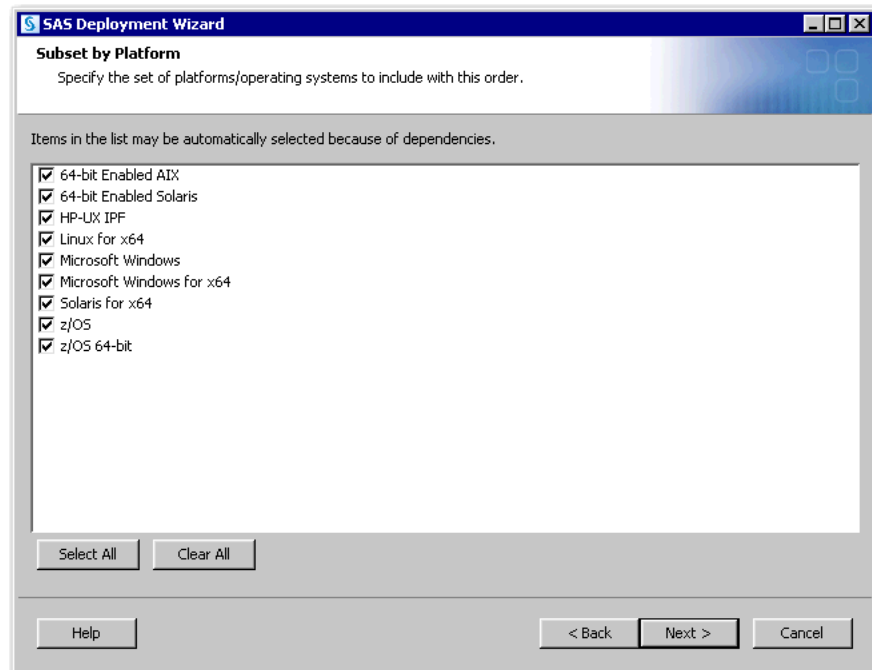 SAS Deployment Wizard
Subset by Platform
Specify the set of platforms/operating systems to include with this order.
Items in the list may be automatically selected because of dependencies.
64-bit Enabled AIX
64-bit Enabled Solaris
HP-UX IPF
Linux for x64
Microsoft Windows
Microsoft Windows for x64
Solaris for x64
z/OS
z/OS 64-bit
Select All Clear All
Help < Back Next > Cancel